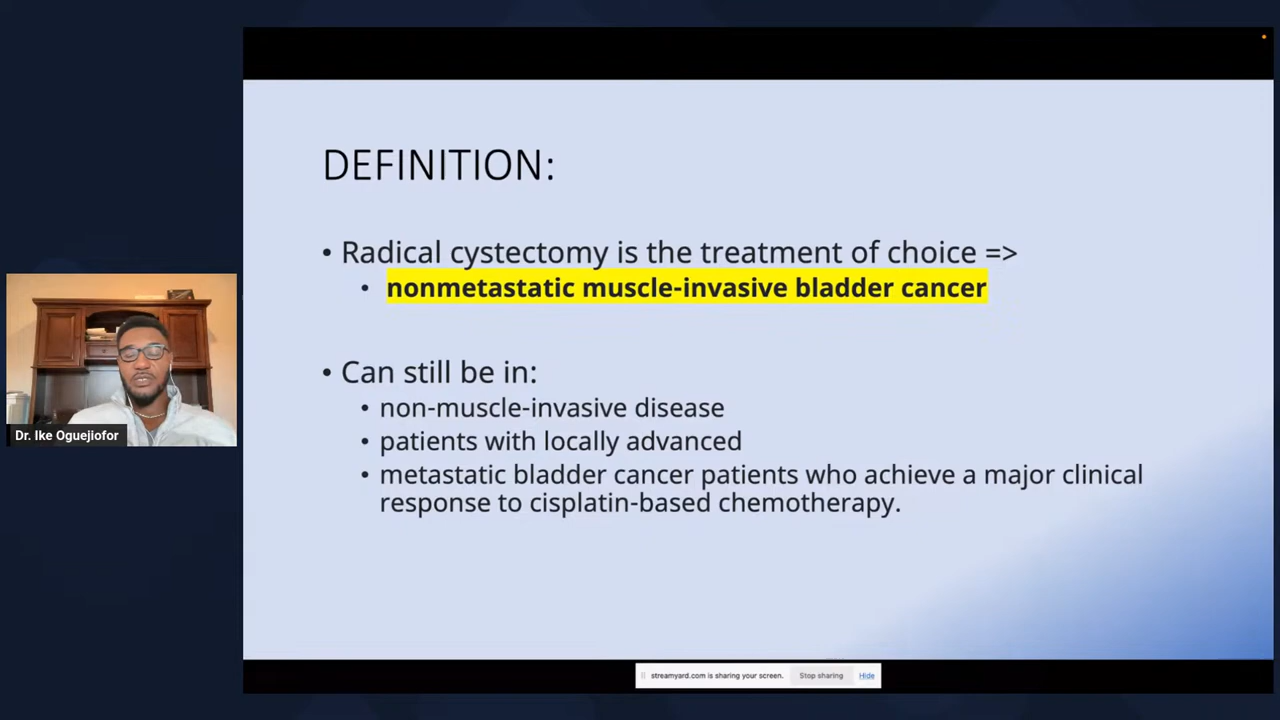 DEFINITION:
• Radical cystectomy is the treatment of choice =>
• nonmetastatic muscle-invasive bladder cancer
• Can still be in:
• non-muscle-invasive disease
• patients with locally advanced
• metastatic bladder cancer patients who achieve a major clinical
response to cisplatin-based chemotherapy.
Dr. Ike Oguejiofor
streamyard.com is sharing your screen. Stop sharing Hide